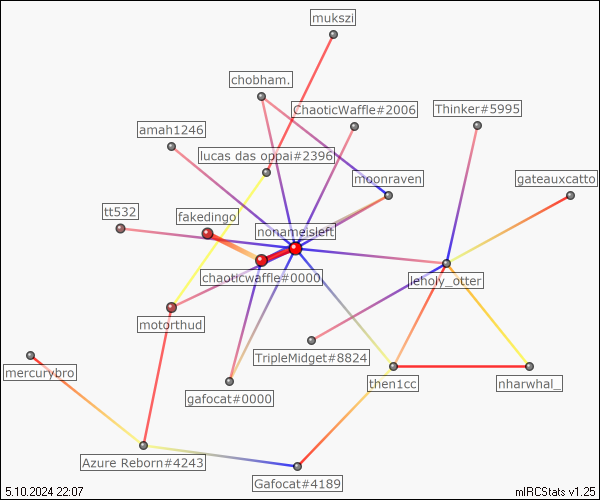 mukszi
chobham.
ChaoticWaffle#2006
Thinker#5995
amah1246
lucas das oppai#2396
moonraven
gateauxcatto
tt532
fakedingo
nonameisleft
chaoticwaffle#0000
leholy_otter
motorthud
TripleMidget#8824
mercurybro
then1cc
nharwhal_
gafocat#0000
Azure Reborn#4243
Gafocat#4189
5.10.2024 22:07
mIRCStats v1.25